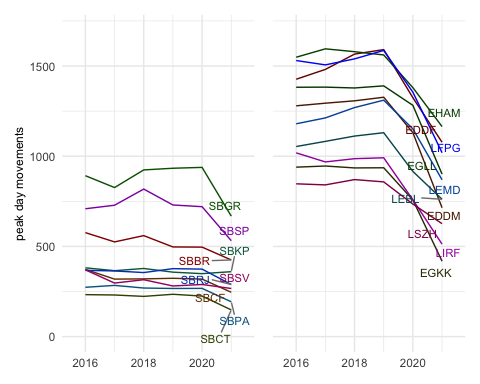 peak day movements
1500
1000
500
0
2016
2018
2020
2016
2018
2020
SBGR
SBSP
SBKP
SBBR
SBRJ
SBSV
SBCF
SBPA
SBCT
EHAM
EDDF
LFPG
EGLL
LEMD
LEBL
EDDM
LSZH
LIRF
EGKK